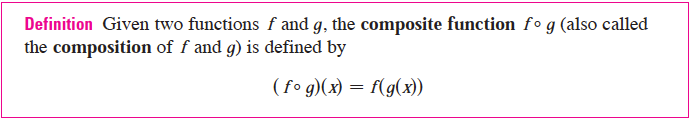 Definition Given two functions f and g, the composite function f ∘ g (also called
the composition of f and g) is defined by
(f ∘ g)(x) = f(g(x))